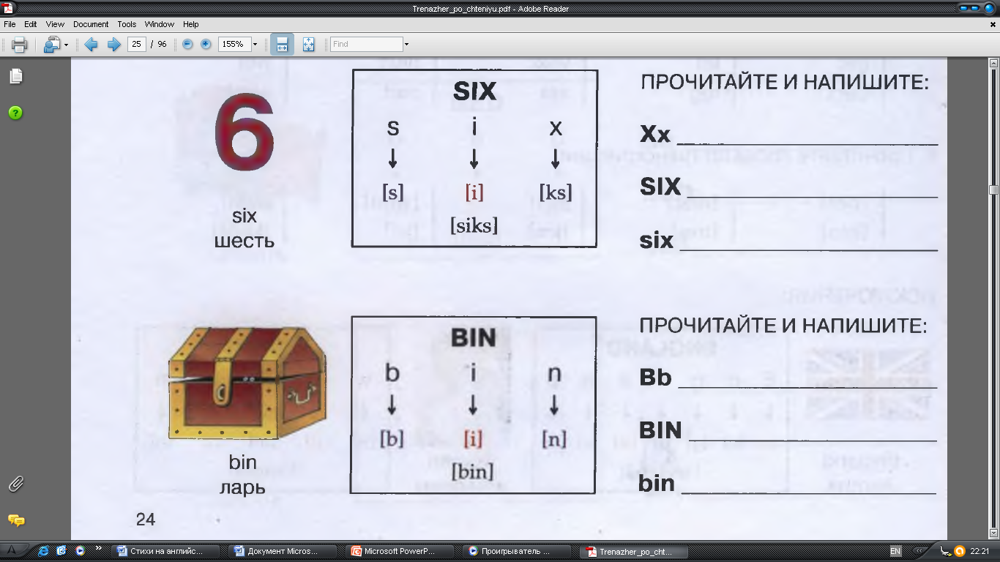 Trenazher_po_chteniyu.pdf - Adobe Reader
File Edit View Document Tools Window Help
25 / 96 155% Find
6
six
шесть
SIX
s i x
[s] [i] [ks]
[siks]
ПРОЧИТАЙТЕ И НАПИШИТЕ:
Xx
SIX
six
bin
ларь
BIN
b i n
[b] [i] [n]
[bin]
ПРОЧИТАЙТЕ И НАПИШИТЕ:
Bb
BIN
bin
24
Стихи на английс... Документ Micros... Microsoft PowerP... Проигрыватель ... Trenazher_po_cht... EN 22:21